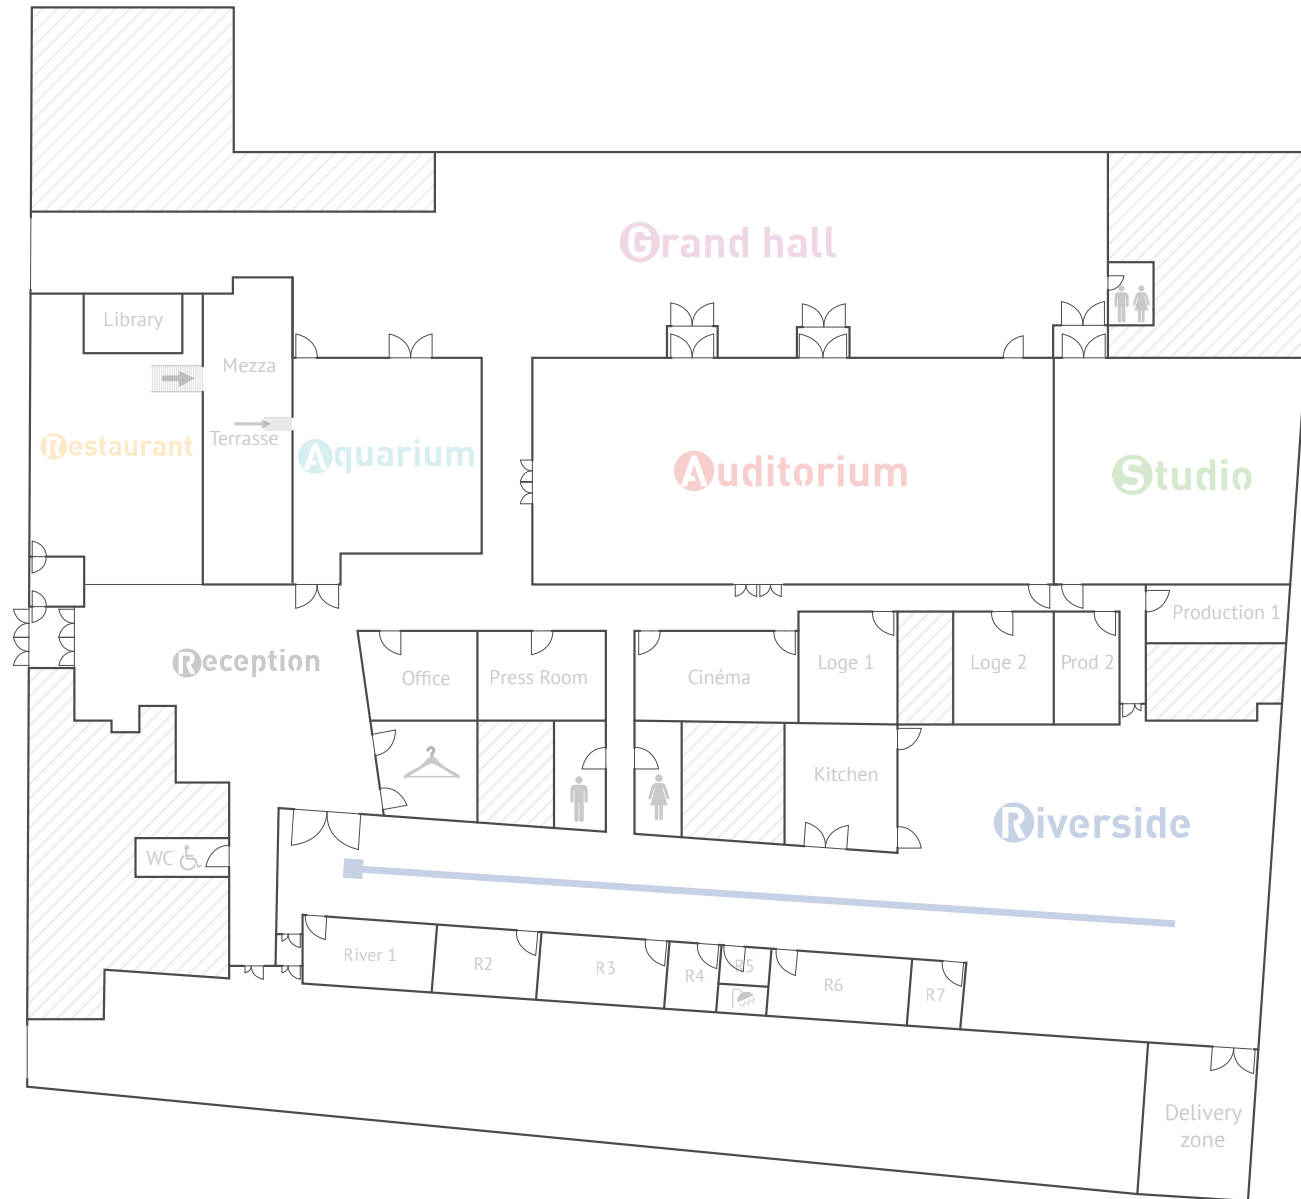 Grand hall
Library
Mezza
Terrasse
Restaurant
Aquarium
Auditorium
Studio
Production 1
Reception
Office
Press Room
Cinéma
Loge 1
Loge 2
Prod 2
Kitchen
Riverside
WC
River 1
R2
R3
R4
R5
R6
R7
Delivery
zone